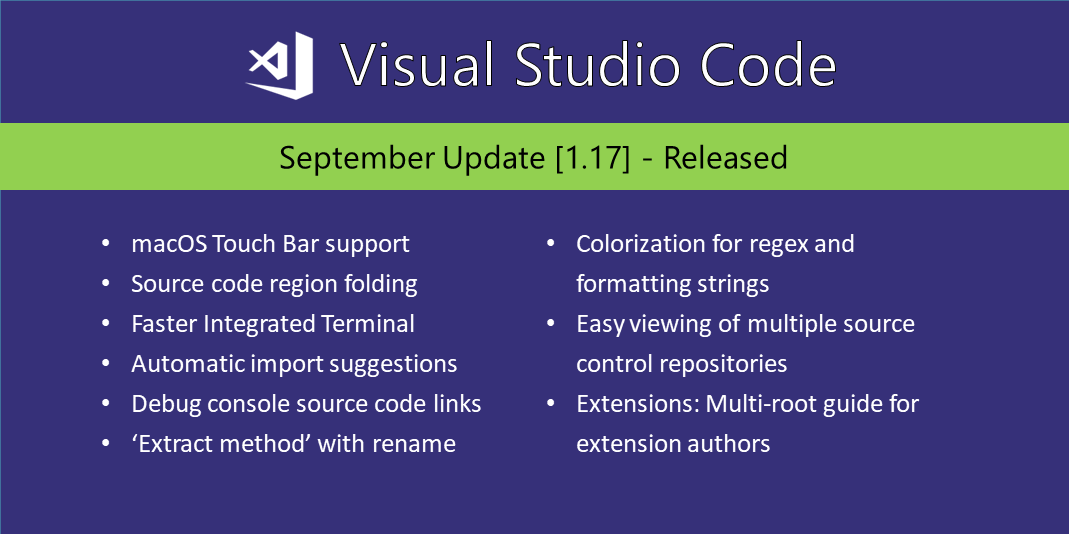 Visual Studio Code
September Update [1.17] - Released
• macOS Touch Bar support
• Source code region folding
• Faster Integrated Terminal
• Automatic import suggestions
• Debug console source code links
• ‘Extract method’ with rename
• Colorization for regex and
formatting strings
• Easy viewing of multiple source
control repositories
• Extensions: Multi-root guide for
extension authors